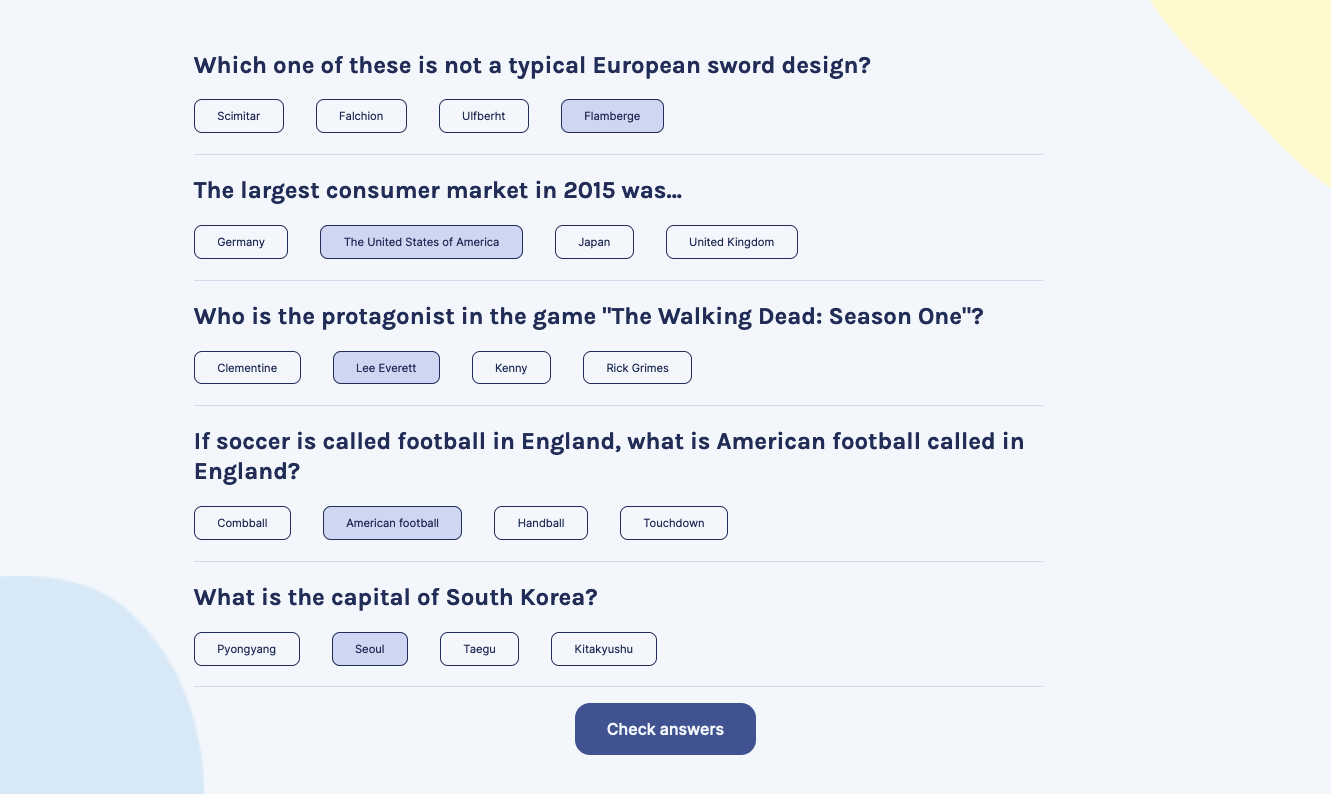 Which one of these is not a typical European sword design?
Scimitar Falchion Ulfberht Flamberge
The largest consumer market in 2015 was...
Germany The United States of America Japan United Kingdom
Who is the protagonist in the game "The Walking Dead: Season One"?
Clementine Lee Everett Kenny Rick Grimes
If soccer is called football in England, what is American football called in
England?
Combball American football Handball Touchdown
What is the capital of South Korea?
Pyongyang Seoul Taegu Kitakyushu
Check answers